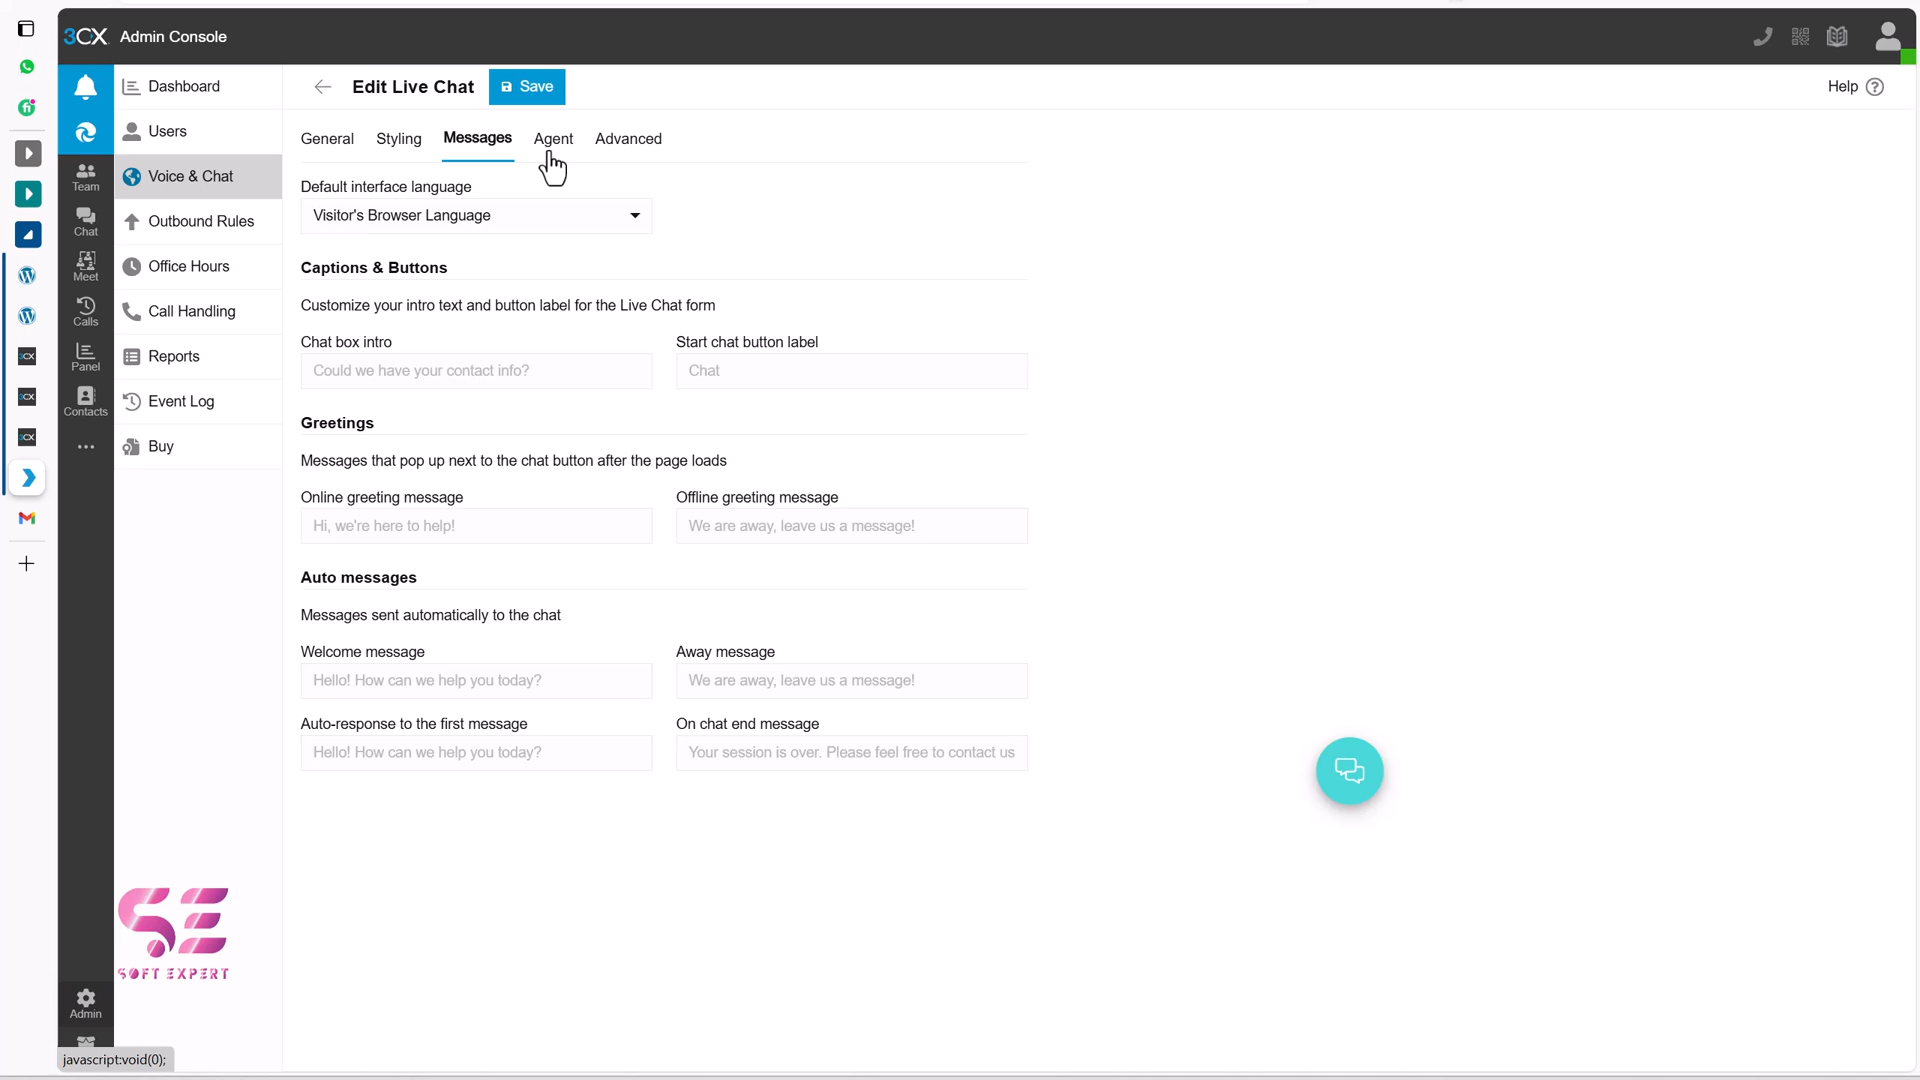 3CX Admin Console
Dashboard
Users
Voice & Chat
Outbound Rules
Office Hours
Call Handling
Reports
Event Log
Buy
Team
Chat
Meet
Calls
Panel
Contacts
Admin
Edit Live Chat
Save
Help
General Styling Messages Agent Advanced
Default interface language
Visitor's Browser Language
Captions & Buttons
Customize your intro text and button label for the Live Chat form
Chat box intro Start chat button label
Could we have your contact info? Chat
Greetings
Messages that pop up next to the chat button after the page loads
Online greeting message Offline greeting message
Hi, we're here to help! We are away, leave us a message!
Auto messages
Messages sent automatically to the chat
Welcome message Away message
Hello! How can we help you today? We are away, leave us a message!
Auto-response to the first message On chat end message
Hello! How can we help you today? Your session is over. Please feel free to contact us
SE
SOFT EXPERT
javascript:void(0);
3CX
3CX
3CX